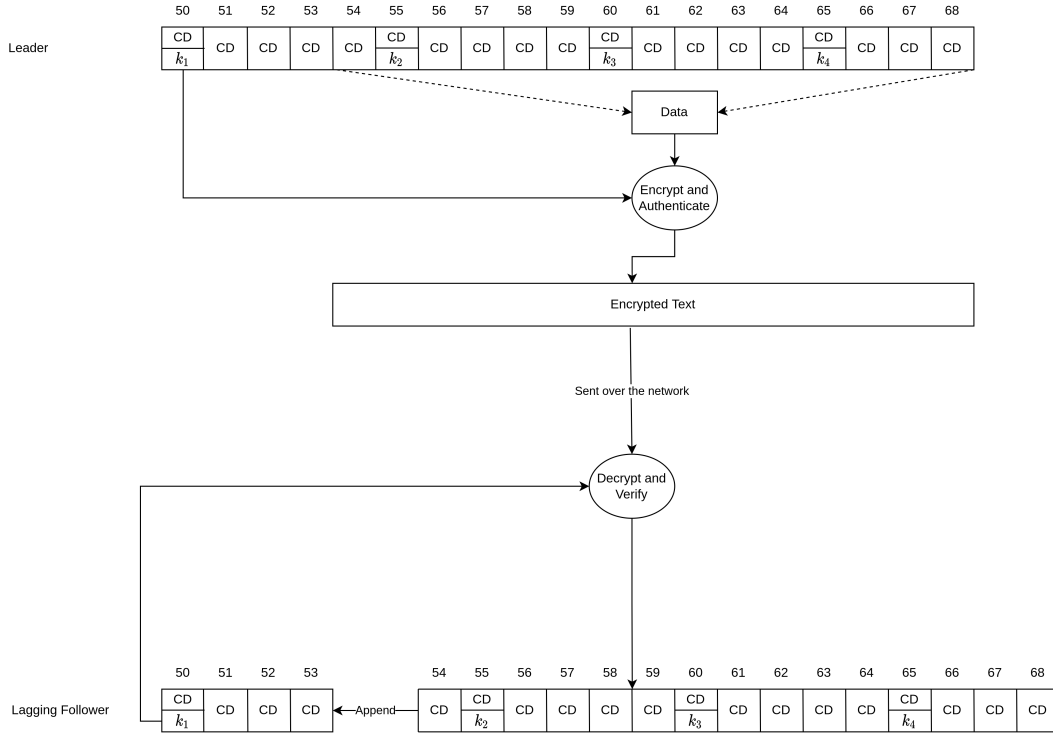 50 51 52 53 54 55 56 57 58 59 60 61 62 63 64 65 66 67 68
Leader
CD CD CD CD CD CD CD CD CD CD CD CD CD CD CD CD CD CD CD
k₁ k₂ k₃ k₄
Data
Encrypt and
Authenticate
Encrypted Text
Sent over the network
Decrypt and
Verify
50 51 52 53 54 55 56 57 58 59 60 61 62 63 64 65 66 67 68
Lagging Follower
CD CD CD CD Append CD CD CD CD CD CD CD CD CD CD CD CD CD CD CD
k₁ k₂ k₃ k₄